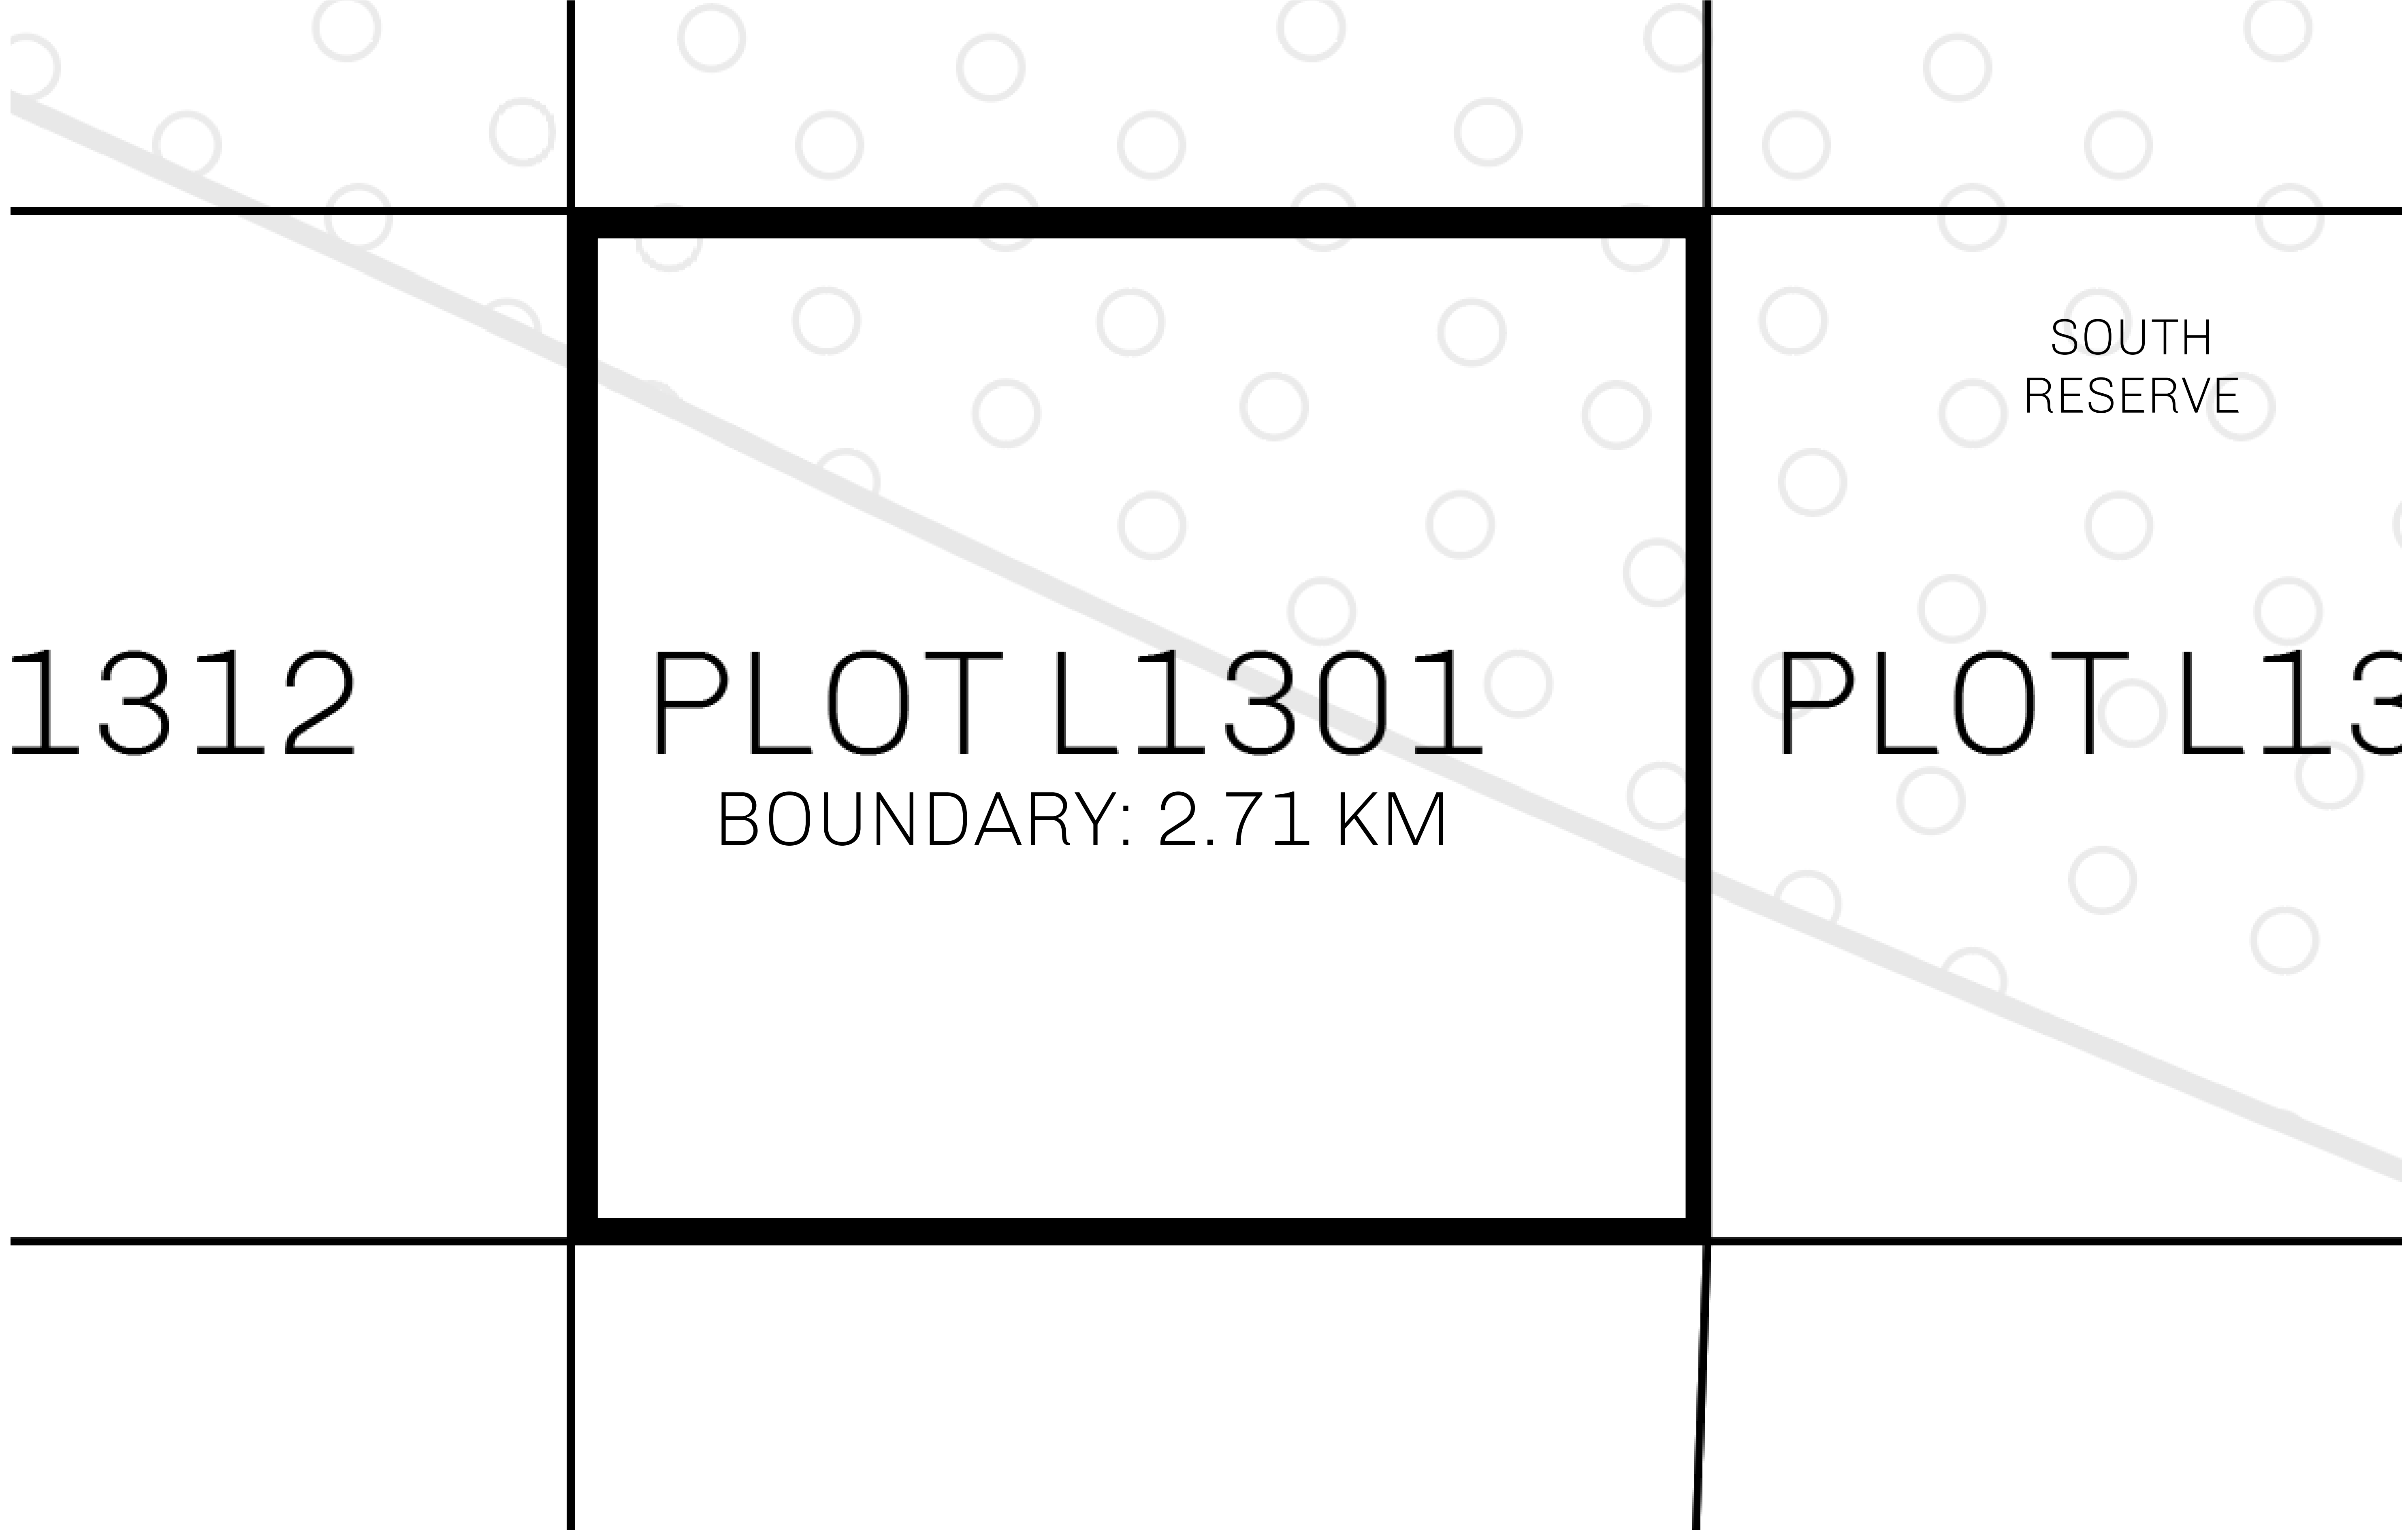 SOUTH
RESERVE
1312
PLOT L1301
PLOT L13
BOUNDARY: 2.71 KM